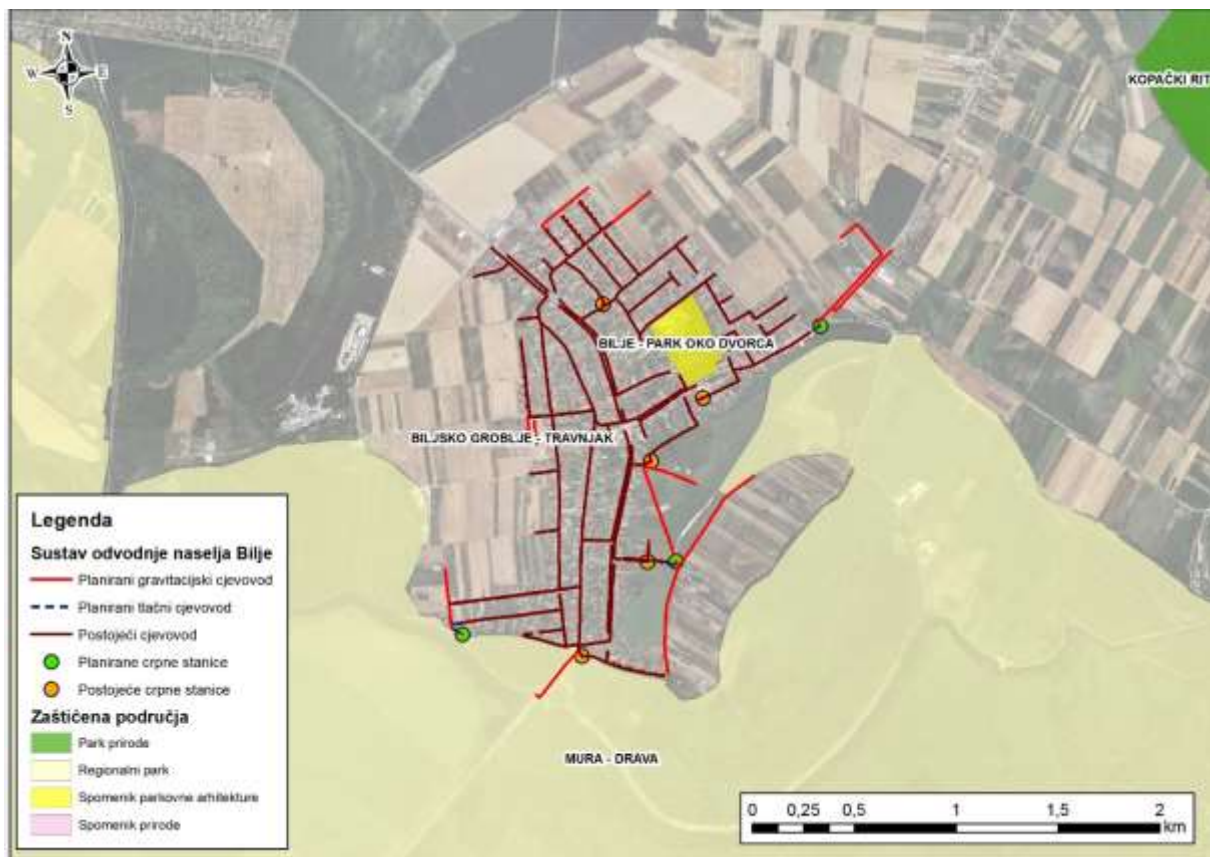 N
W E
S
KOPAČKI RIT
BILJE - PARK OKO DVORCA
BILJSKO GROBLJE - TRAVNJAK
MURA - DRAVA
Legenda
Sustav odvodnje naselja Bilje
Planirani gravitacijski cjevovod
Planirani tlačni cjevovod
Postojeći cjevovod
Planirane crpne stanice
Postojeće crpne stanice
Zaštićena područja
Park prirode
Regionalni park
Spomenik parkovne arhitekture
Spomenik prirode
0 0,25 0,5 1 1,5 2
km